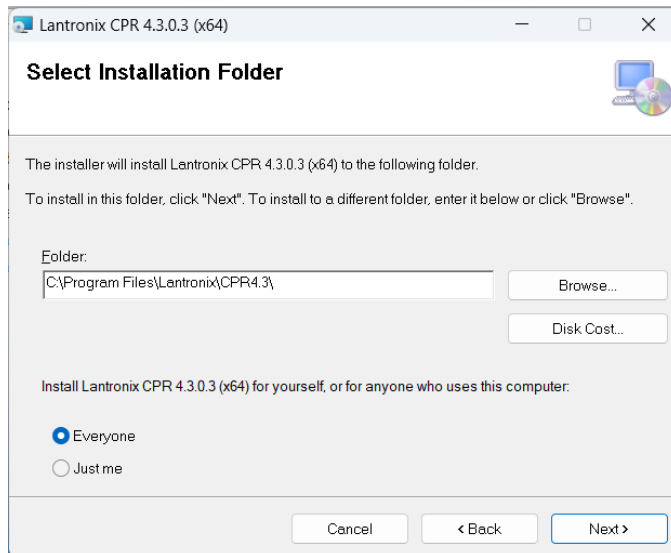 Lantronix CPR 4.3.0.3 (x64)
Select Installation Folder
The installer will install Lantronix CPR 4.3.0.3 (x64) to the following folder.
To install in this folder, click "Next". To install to a different folder, enter it below or click "Browse".
Folder:
C:\Program Files\Lantronix\CPR4.3\
Browse...
Disk Cost...
Install Lantronix CPR 4.3.0.3 (x64) for yourself, or for anyone who uses this computer:
Everyone
Just me
Cancel
< Back
Next >